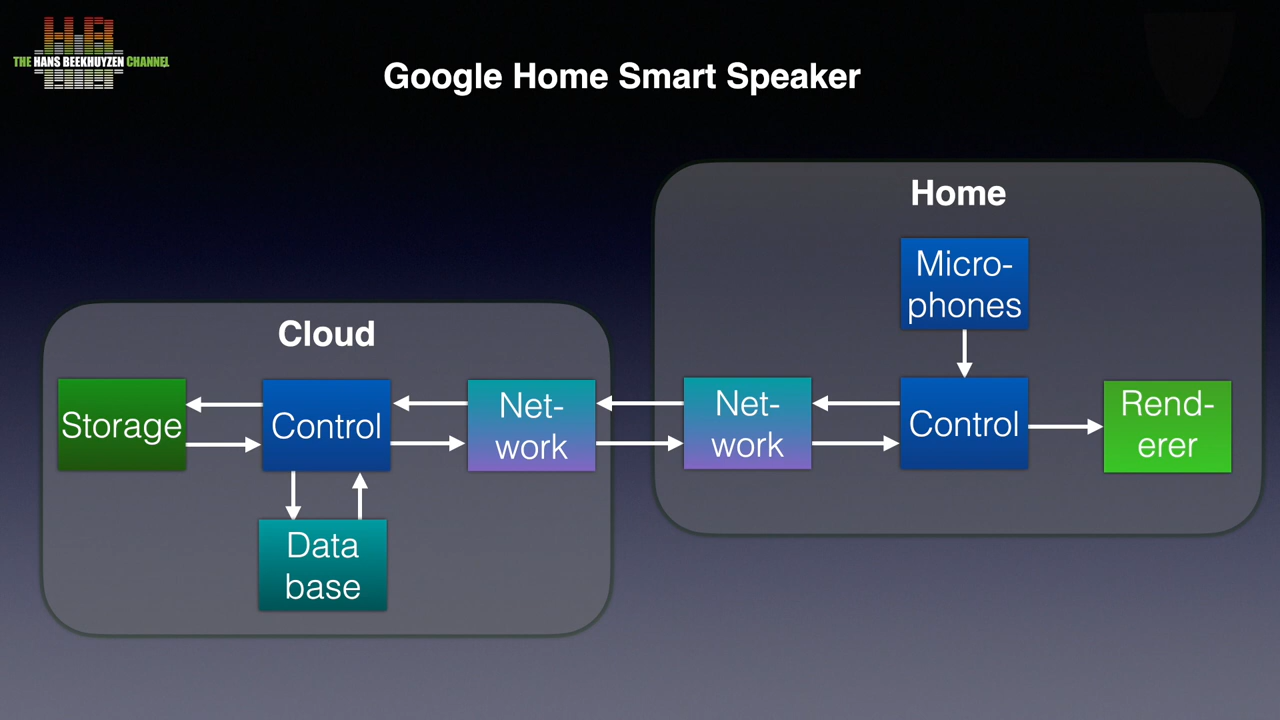 THE HANS BEEKHUYZEN CHANNEL
Google Home Smart Speaker
Home
Micro-
phones
Cloud
Storage
Control
Net-
work
Net-
work
Control
Rend-
erer
Data
base